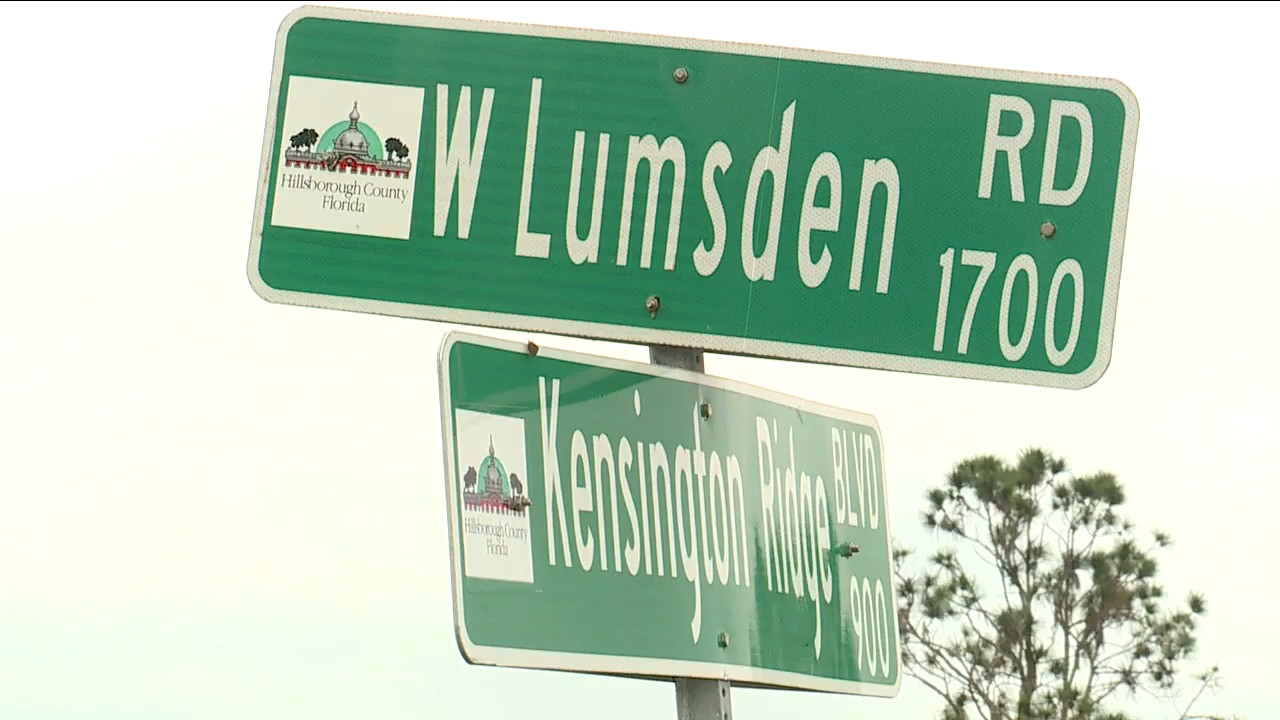 W Lumsden RD
1700
Hillsborough County
Florida
Kensington Ridge BLVD
900
Hillsborough County
Florida